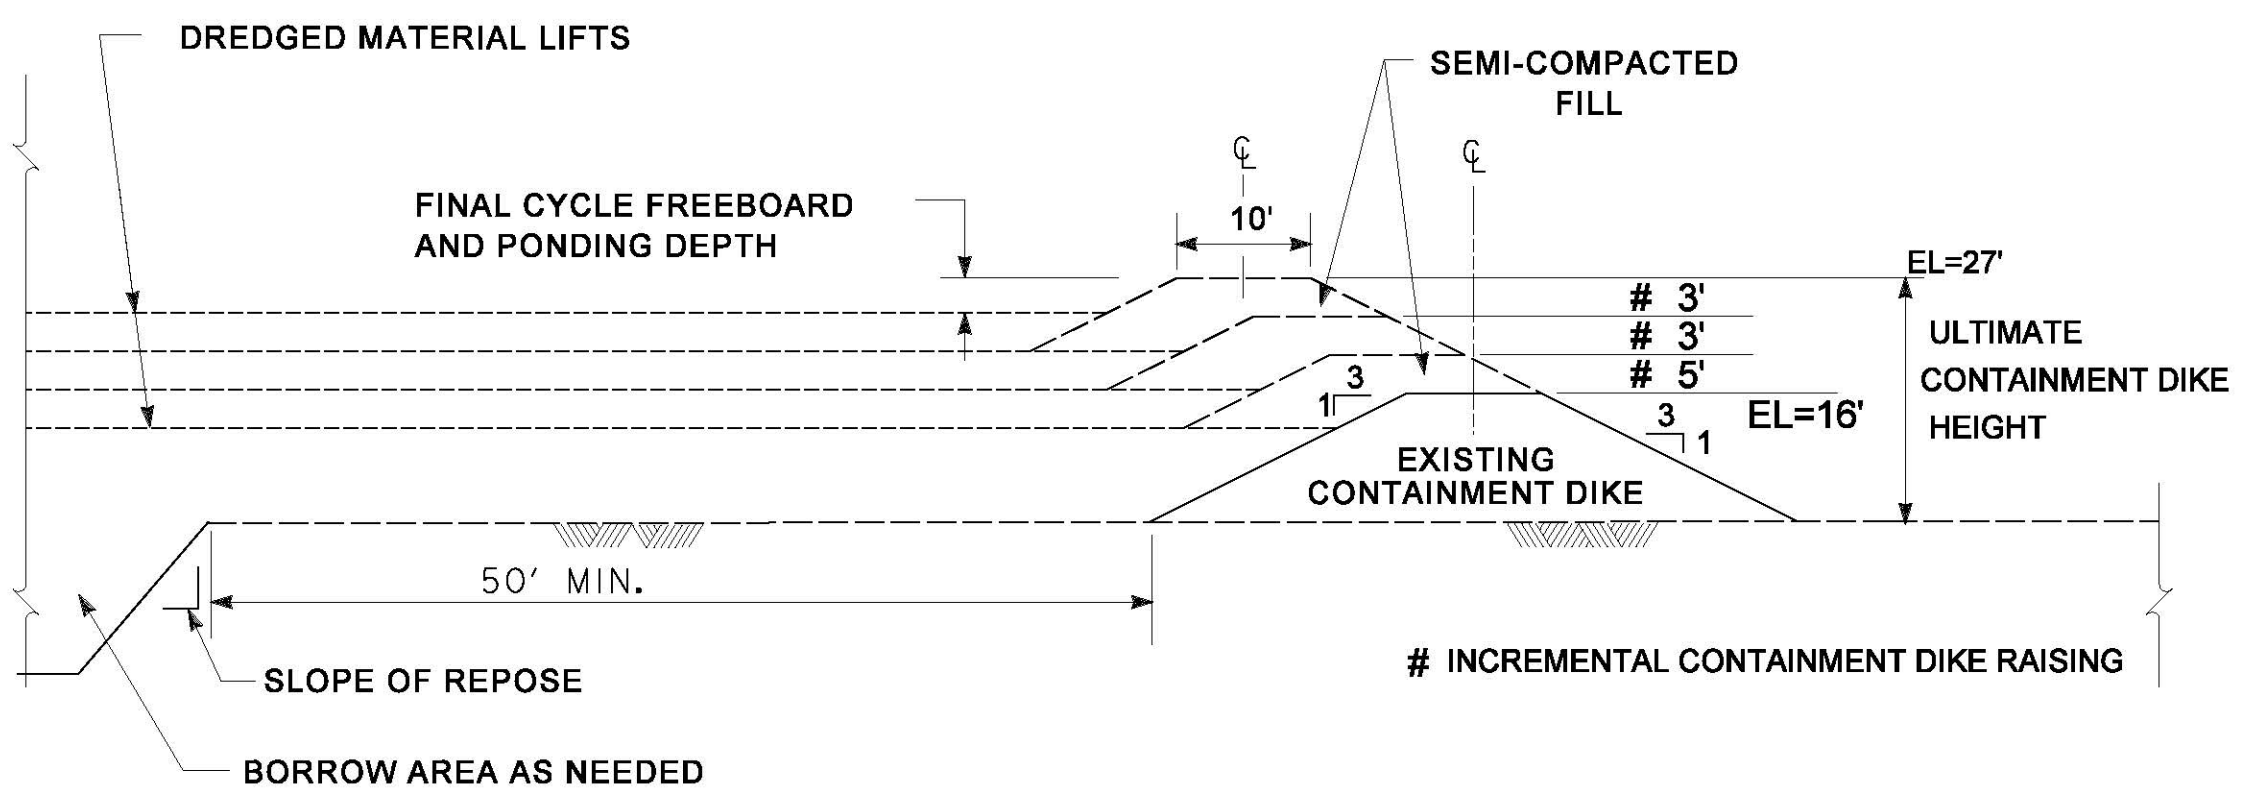 DREDGED MATERIAL LIFTS
SEMI-COMPACTED
FILL
℄
℄
FINAL CYCLE FREEBOARD
AND PONDING DEPTH
10'
EL=27'
# 3'
# 3'
# 5'
ULTIMATE
CONTAINMENT DIKE
HEIGHT
3
1
EL=16'
3
1
EXISTING
CONTAINMENT DIKE
50' MIN.
# INCREMENTAL CONTAINMENT DIKE RAISING
SLOPE OF REPOSE
BORROW AREA AS NEEDED